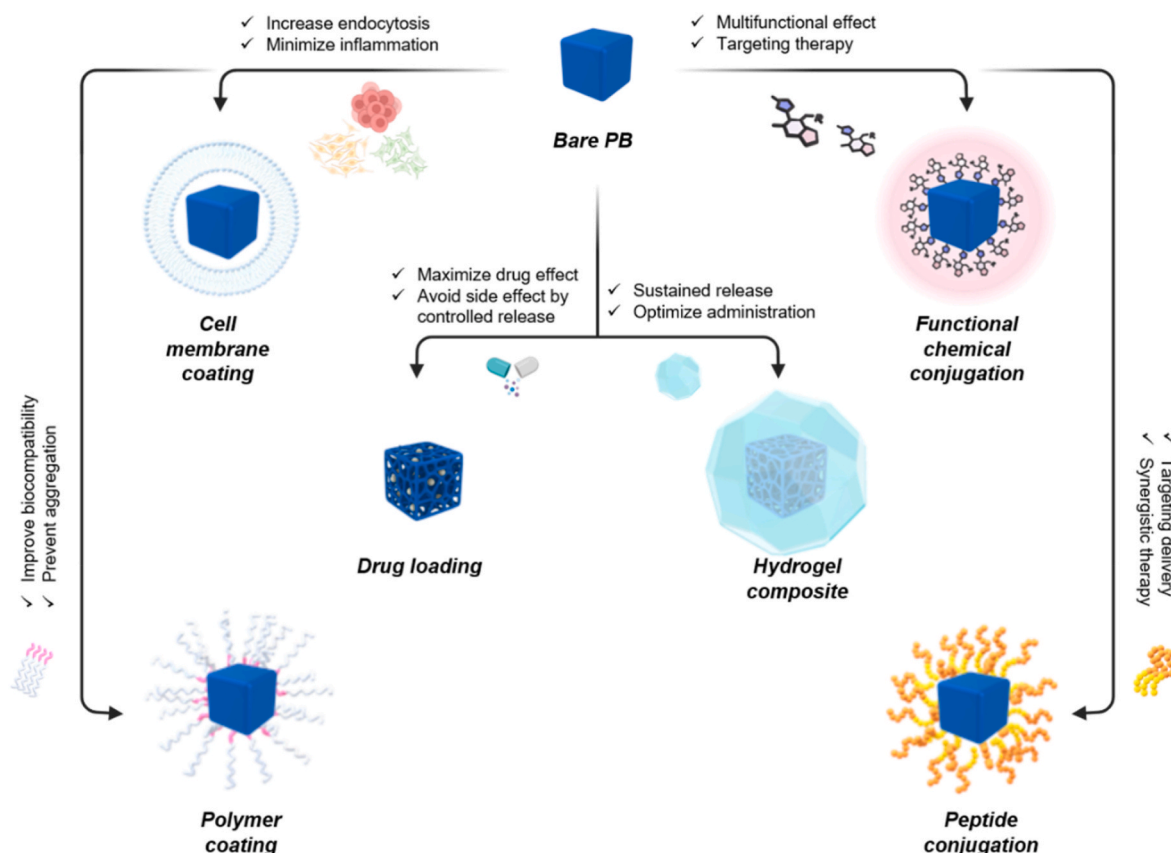 ✓ Increase endocytosis
✓ Minimize inflammation
✓ Multifunctional effect
✓ Targeting therapy
Bare PB
✓ Maximize drug effect
✓ Avoid side effect by
controlled release
✓ Sustained release
✓ Optimize administration
Cell
membrane
coating
Functional
chemical
conjugation
✓ Improve biocompatibility
✓ Prevent aggregation
✓ Targeting delivery
✓ Synergistic therapy
Drug loading
Hydrogel
composite
Polymer
coating
Peptide
conjugation